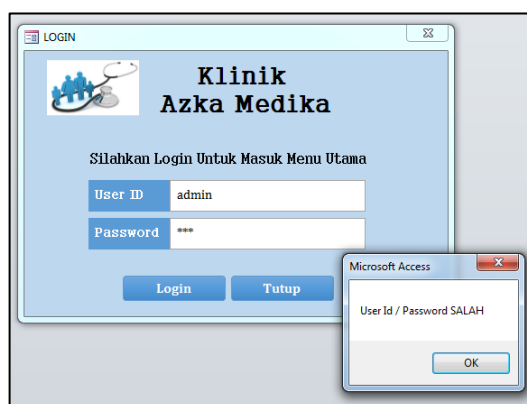 LOGIN
Klinik
Azka Medika
Silahkan Login Untuk Masuk Menu Utama
User ID admin
Password ***
Login Tutup
Microsoft Access
User Id / Password SALAH
OK